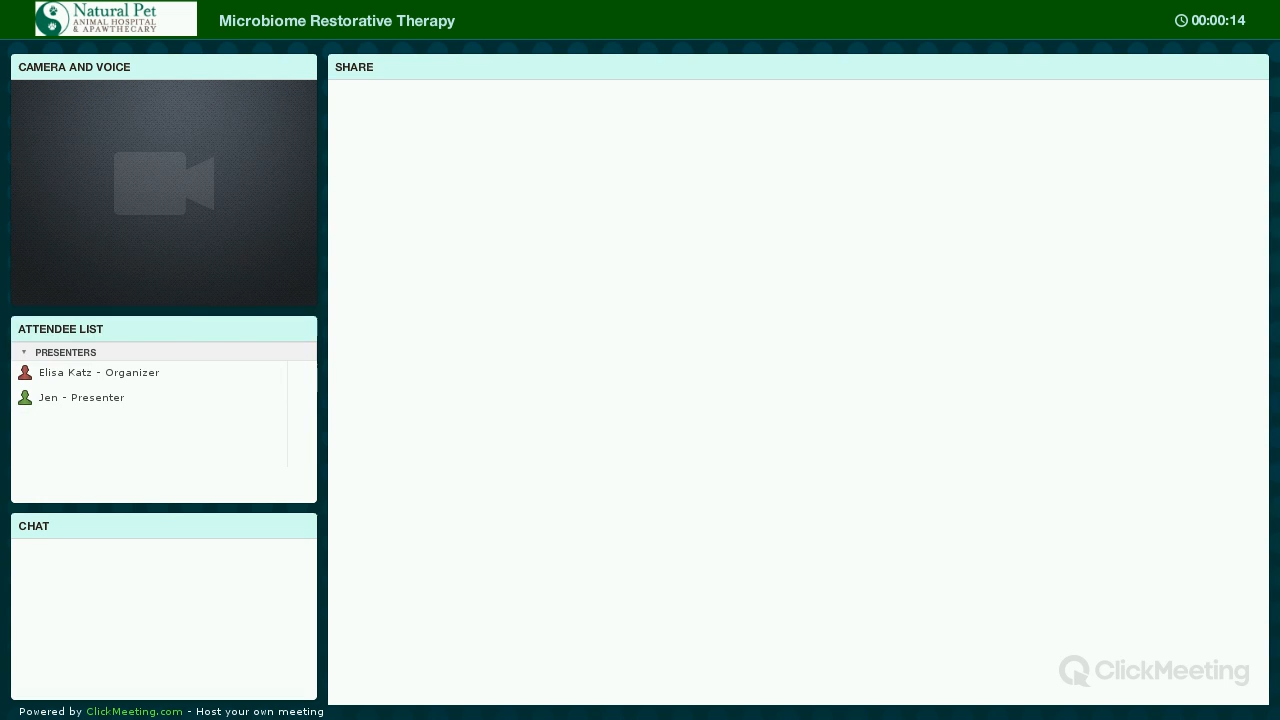 Natural Pet
ANIMAL HOSPITAL
& APAWTHECARY
Microbiome Restorative Therapy
00:00:14
CAMERA AND VOICE
SHARE
ATTENDEE LIST
PRESENTERS
Elisa Katz - Organizer
Jen - Presenter
CHAT
ClickMeeting
Powered by ClickMeeting.com - Host your own meeting